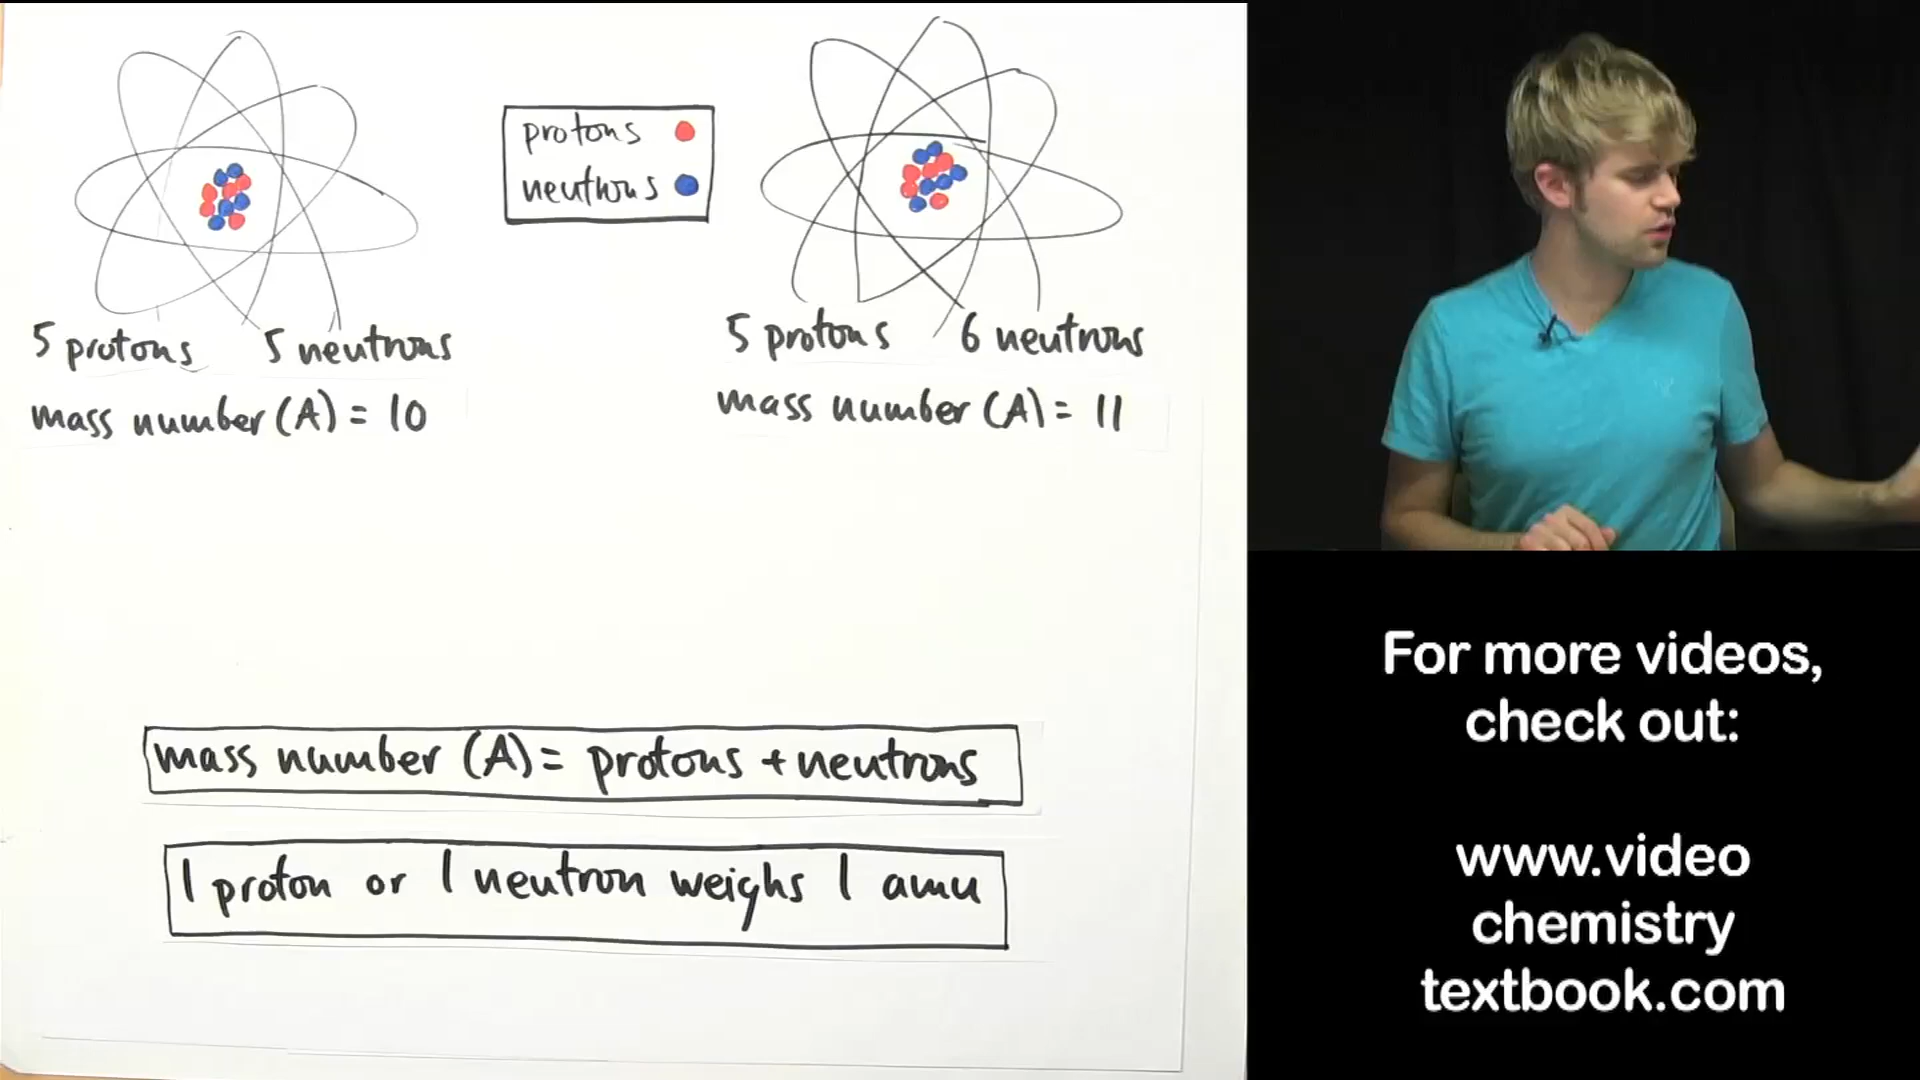 protons
neutrons
5 protons 5 neutrons
mass number (A) = 10
5 protons 6 neutrons
mass number (A) = 11
mass number (A) = protons + neutrons
1 proton or 1 neutron weighs 1 amu
For more videos,
check out:
www.video
chemistry
textbook.com